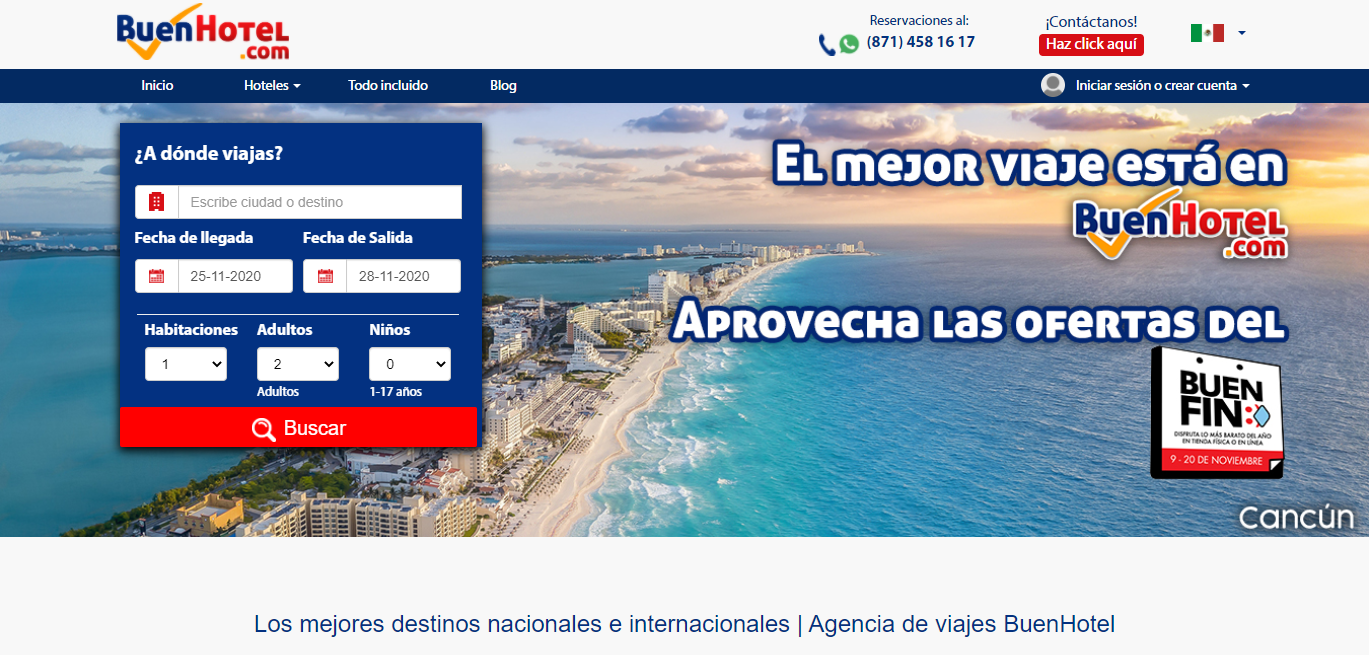 BuenHotel
.com
Reservaciones al:
(871) 458 16 17
¡Contáctanos!
Haz click aquí
Inicio
Hoteles
Todo incluido
Blog
Iniciar sesión o crear cuenta
¿A dónde viajas?
Escribe ciudad o destino
Fecha de llegada
Fecha de Salida
25-11-2020
28-11-2020
Habitaciones
Adultos
Niños
1
2
0
Adultos
1-17 años
Buscar
El mejor viaje está en
BuenHotel
.com
Aprovecha las ofertas del
BUEN
FIN
DISFRUTA LO MÁS BARATO DEL AÑO
EN TIENDA FÍSICA O EN LÍNEA
9 - 20 DE NOVIEMBRE
Cancún
Los mejores destinos nacionales e internacionales | Agencia de viajes BuenHotel